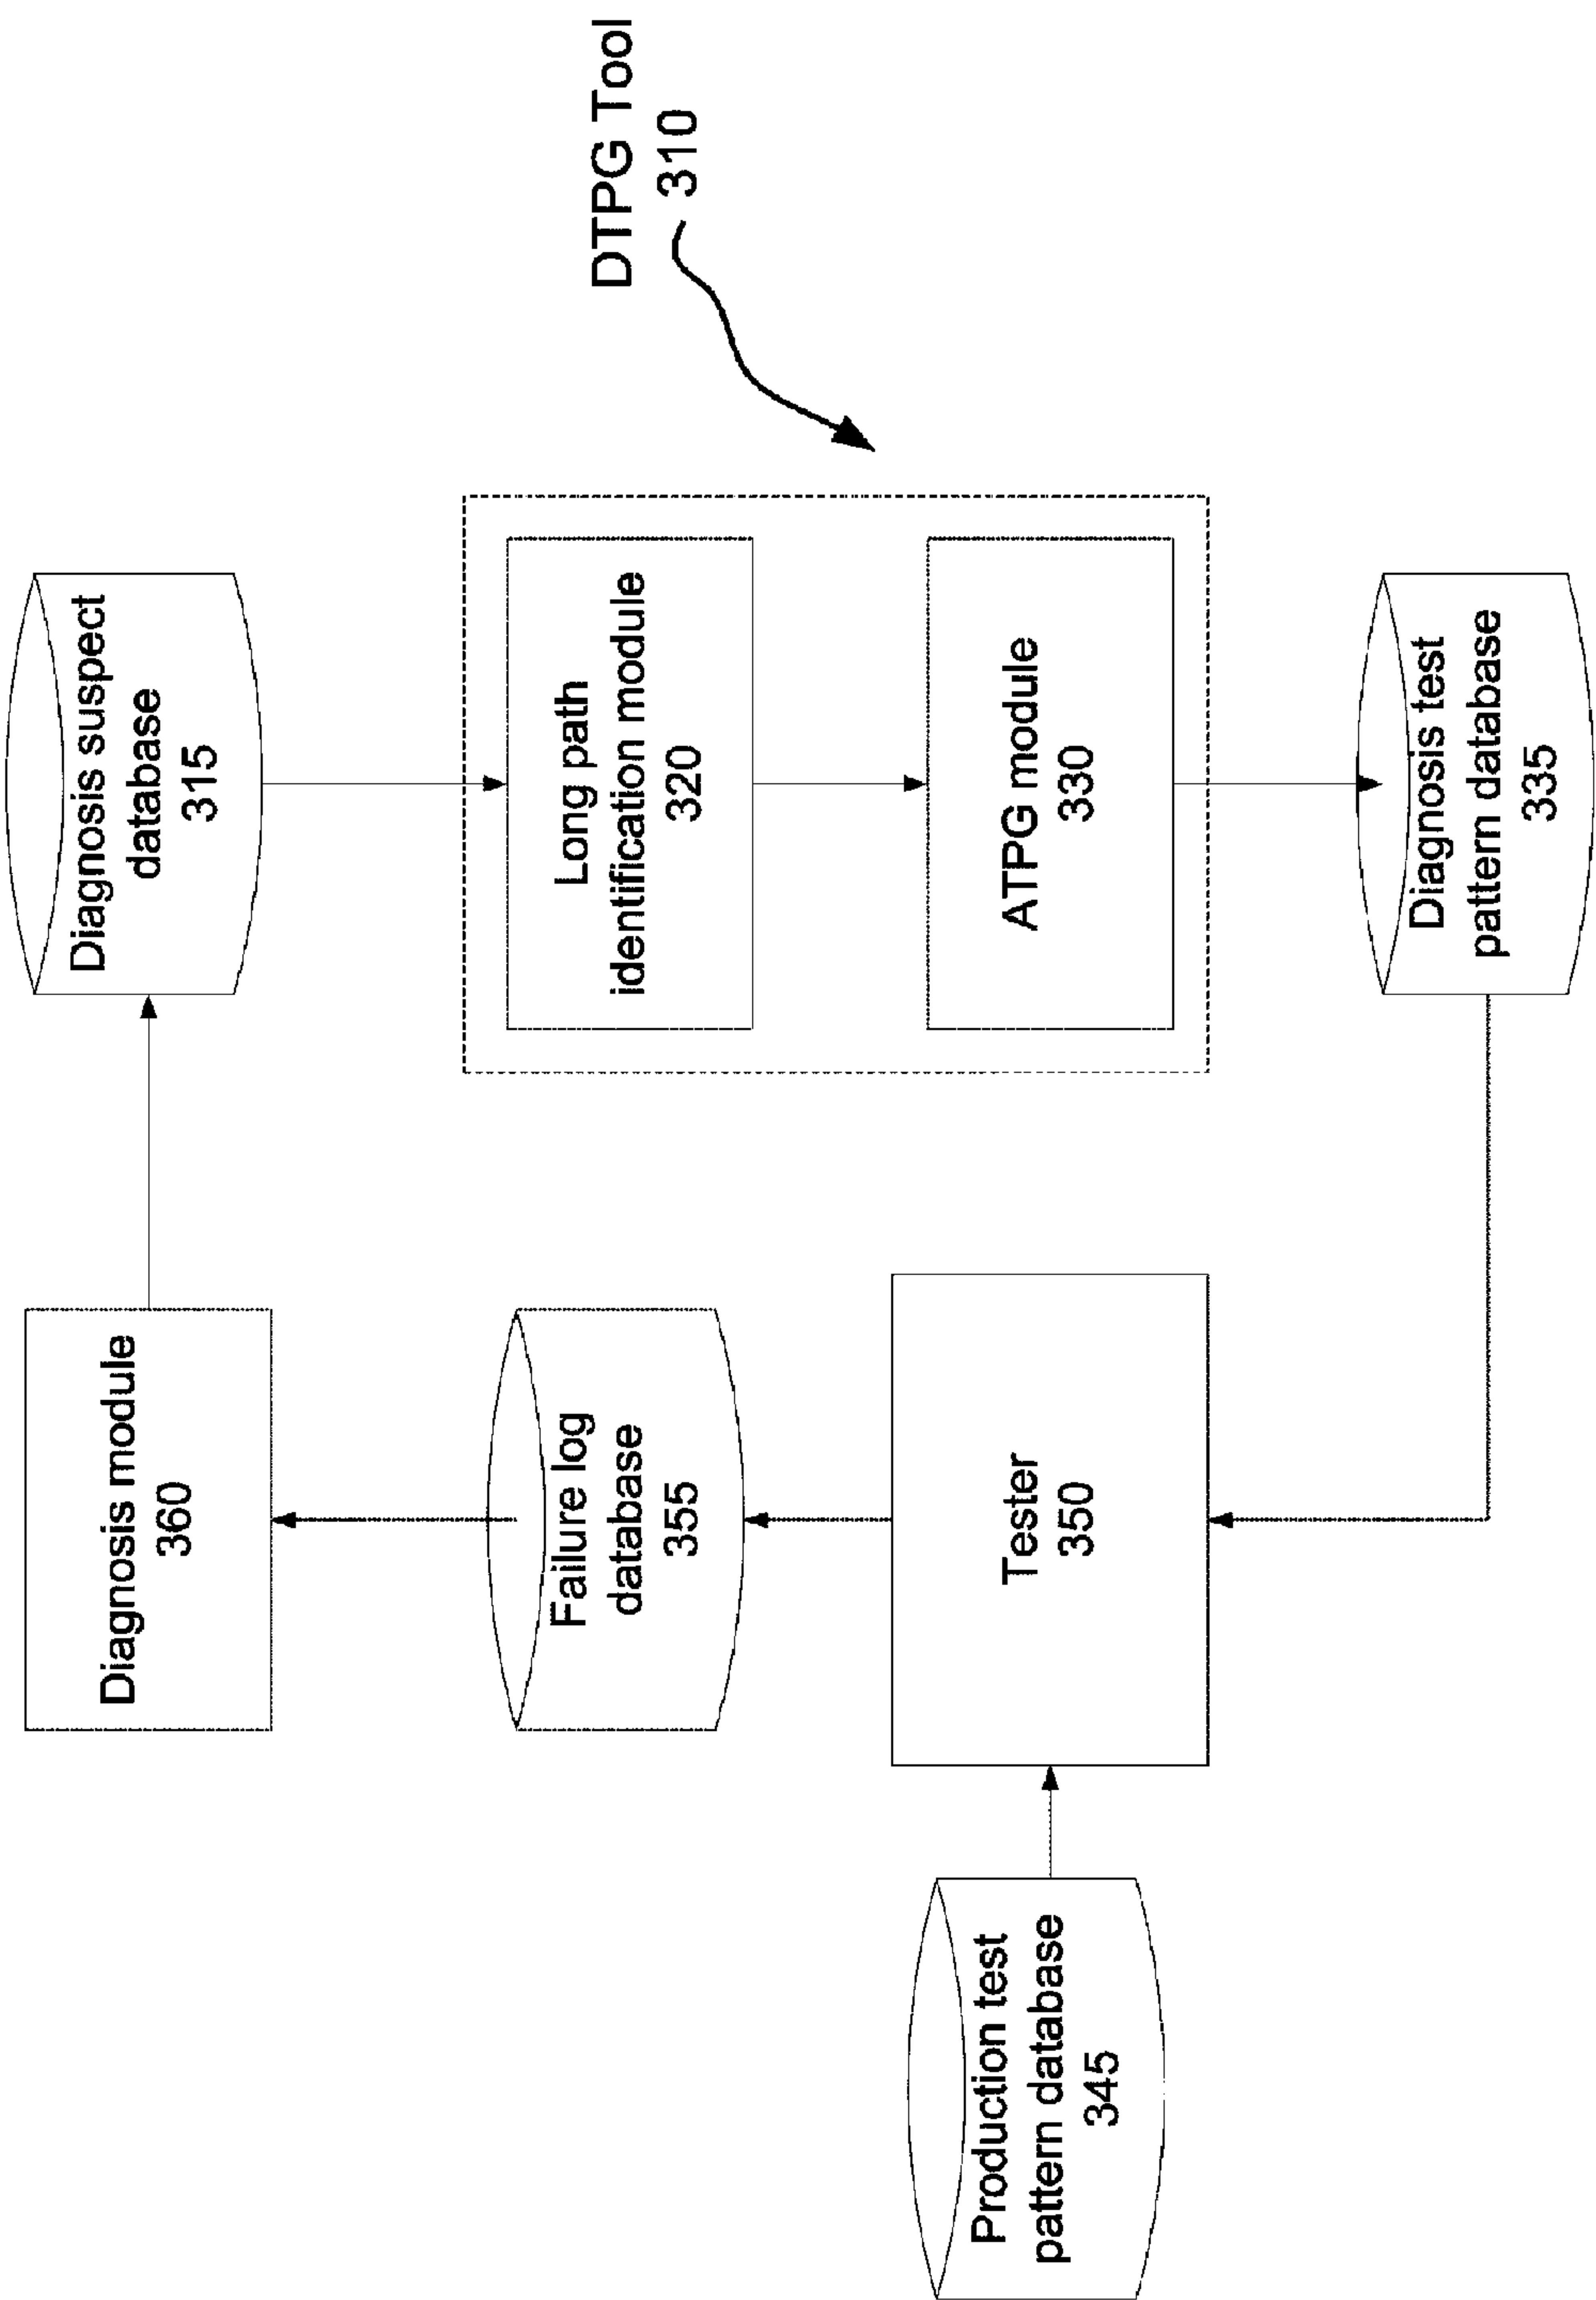 Diagnosis module
360
Diagnosis suspect
database
315
Failure log
database
355
Long path
identification module
320
DTPG Tool
310
Production test
pattern database
345
Tester
350
ATPG module
330
Diagnosis test
pattern database
335